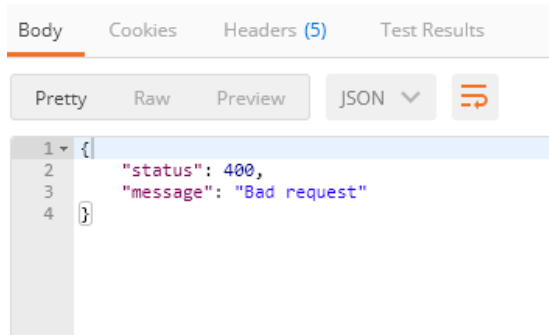 Body Cookies Headers (5) Test Results
Pretty Raw Preview JSON
1 {
2 "status": 400,
3 "message": "Bad request"
4 }